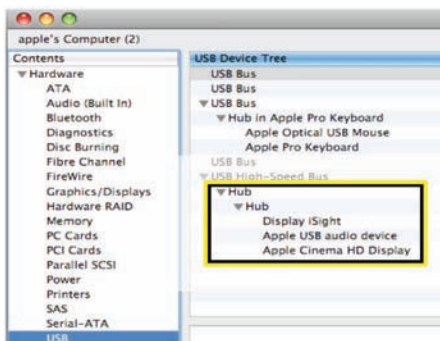 apple's Computer (2)
Contents
Hardware
ATA
Audio (Built In)
Bluetooth
Diagnostics
Disc Burning
Fibre Channel
FireWire
Graphics/Displays
Hardware RAID
Memory
PC Cards
PCI Cards
Parallel SCSI
Power
Printers
SAS
Serial-ATA
USB
USB Device Tree
USB Bus
USB Bus
USB Bus
Hub in Apple Pro Keyboard
Apple Optical USB Mouse
Apple Pro Keyboard
USB Bus
USB High-Speed Bus
Hub
Hub
Display iSight
Apple USB audio device
Apple Cinema HD Display